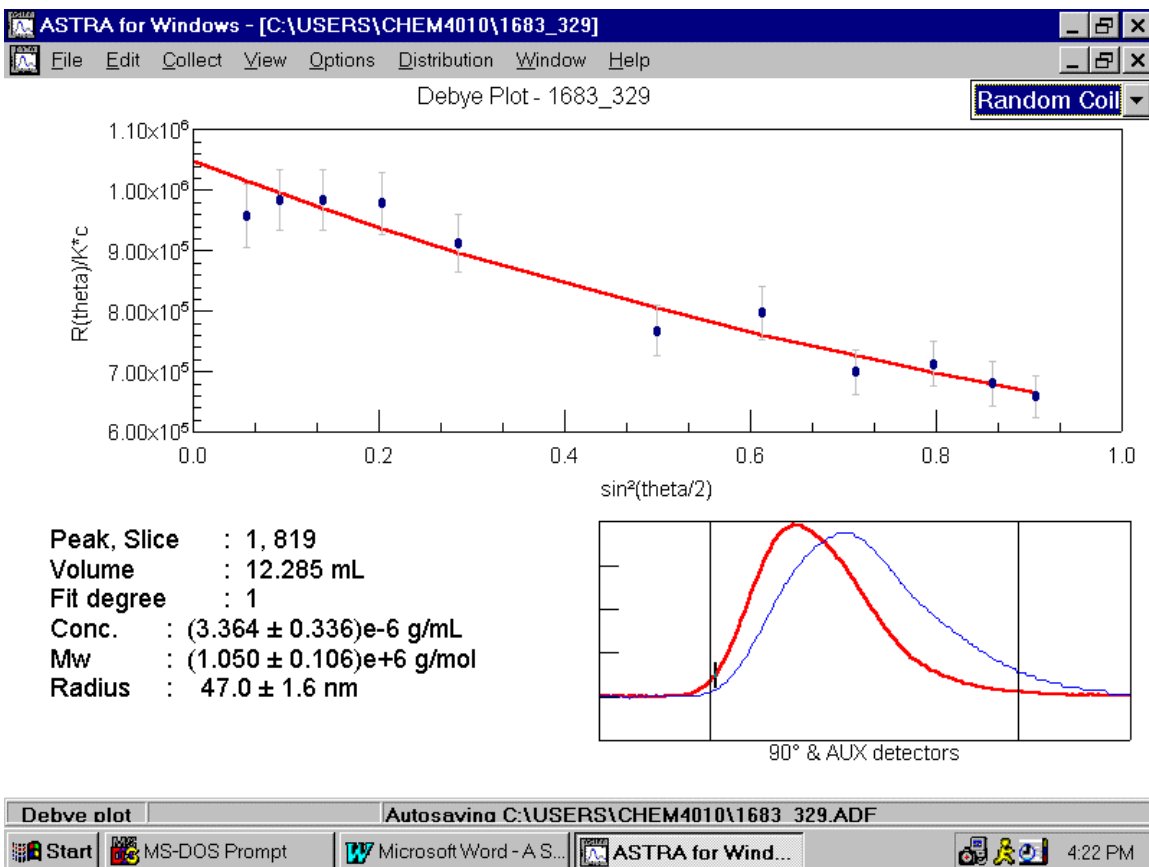 ASTRA for Windows - [C:\USERS\CHEM4010\1683_329]
File Edit Collect View Options Distribution Window Help
Debye Plot - 1683_329
Random Coil
1.10x10⁶
1.00x10⁶
9.00x10⁵
8.00x10⁵
7.00x10⁵
6.00x10⁵
R(theta)/K*c
0.0 0.2 0.4 0.6 0.8 1.0
sin²(theta/2)
Peak, Slice : 1, 819
Volume : 12.285 mL
Fit degree : 1
Conc. : (3.364 ± 0.336)e-6 g/mL
Mw : (1.050 ± 0.106)e+6 g/mol
Radius : 47.0 ± 1.6 nm
90° & AUX detectors
Debye plot Autosaving C:\USERS\CHEM4010\1683_329.ADF
Start MS-DOS Prompt Microsoft Word - A S... ASTRA for Wind... 4:22 PM